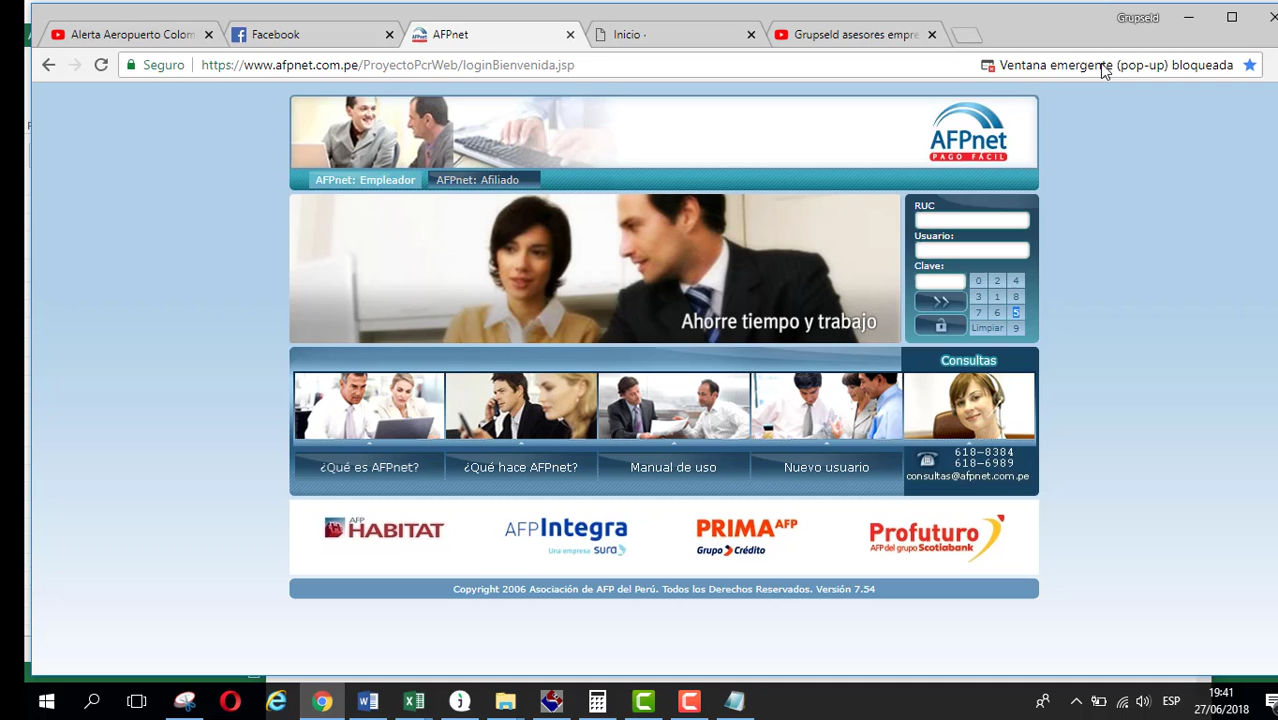 Grupseld
Alerta Aeropuerto Colom
Facebook
AFPnet
Inicio -
Grupseld asesores empre
Seguro
https://www.afpnet.com.pe/ProyectoPcrWeb/loginBienvenida.jsp
Ventana emergente (pop-up) bloqueada
AFPnet
PAGO FÁCIL
AFPnet: Empleador
AFPnet: Afiliado
RUC
Usuario:
Clave:
0 2 4
3 1 8
7 6 5
Limpiar 9
Ahorre tiempo y trabajo
Consultas
¿Qué es AFPnet?
¿Qué hace AFPnet?
Manual de uso
Nuevo usuario
618-8384
618-6989
consultas@afpnet.com.pe
AFP
HABITAT
AFP Integra
Una empresa sura
PRIMA AFP
Grupo Crédito
Profuturo
AFP del grupo Scotiabank
Copyright 2006 Asociación de AFP del Perú. Todos los Derechos Reservados. Versión 7.54
ESP
19:41
27/06/2018